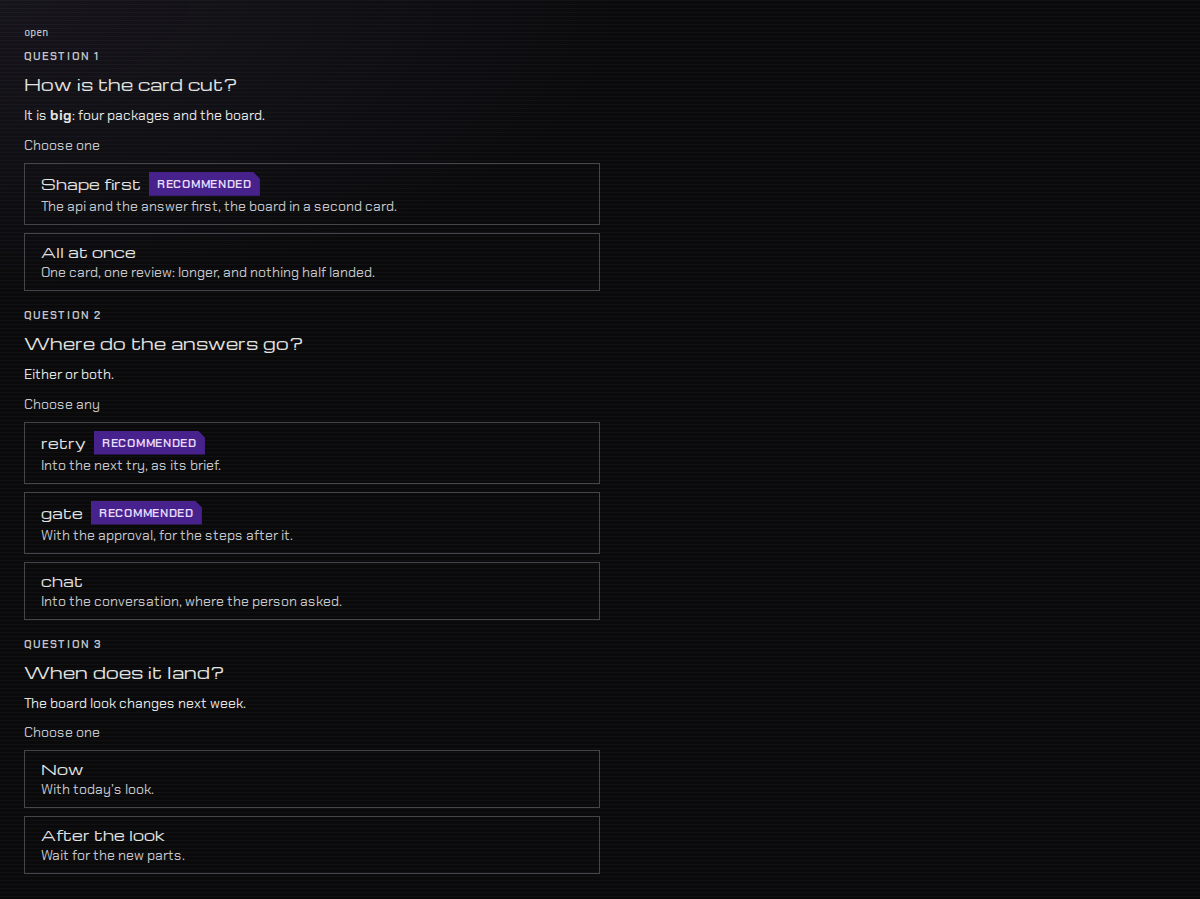 open
QUESTION 1
How is the card cut?
It is big: four packages and the board.
Choose one
Shape first RECOMMENDED
The api and the answer first, the board in a second card.
All at once
One card, one review: longer, and nothing half landed.
QUESTION 2
Where do the answers go?
Either or both.
Choose any
retry RECOMMENDED
Into the next try, as its brief.
gate RECOMMENDED
With the approval, for the steps after it.
chat
Into the conversation, where the person asked.
QUESTION 3
When does it land?
The board look changes next week.
Choose one
Now
With today's look.
After the look
Wait for the new parts.